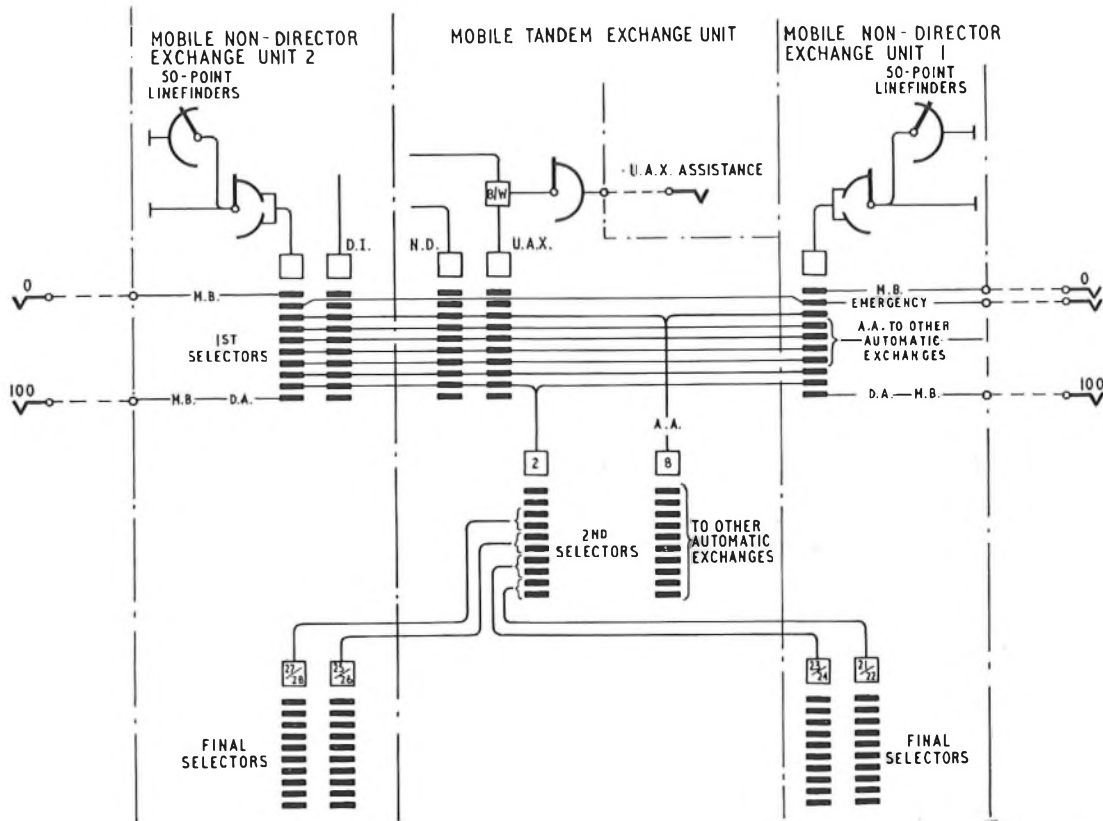 MOBILE NON-DIRECTOR
EXCHANGE UNIT 2
50-POINT
LINEFINDERS
MOBILE TANDEM EXCHANGE UNIT
MOBILE NON-DIRECTOR
EXCHANGE UNIT 1
50-POINT
LINEFINDERS
U.A.X. ASSISTANCE
B/W
D.I.
N.D.
U.A.X.
0
M.B.
M.B.
0
EMERGENCY
1ST
SELECTORS
A.A. TO OTHER
AUTOMATIC
EXCHANGES
100
M.B. D.A.
D.A. M.B.
100
A.A.
2
8
2ND
SELECTORS
TO OTHER
AUTOMATIC
EXCHANGES
27/28
25/26
23/24
21/22
FINAL
SELECTORS
FINAL
SELECTORS